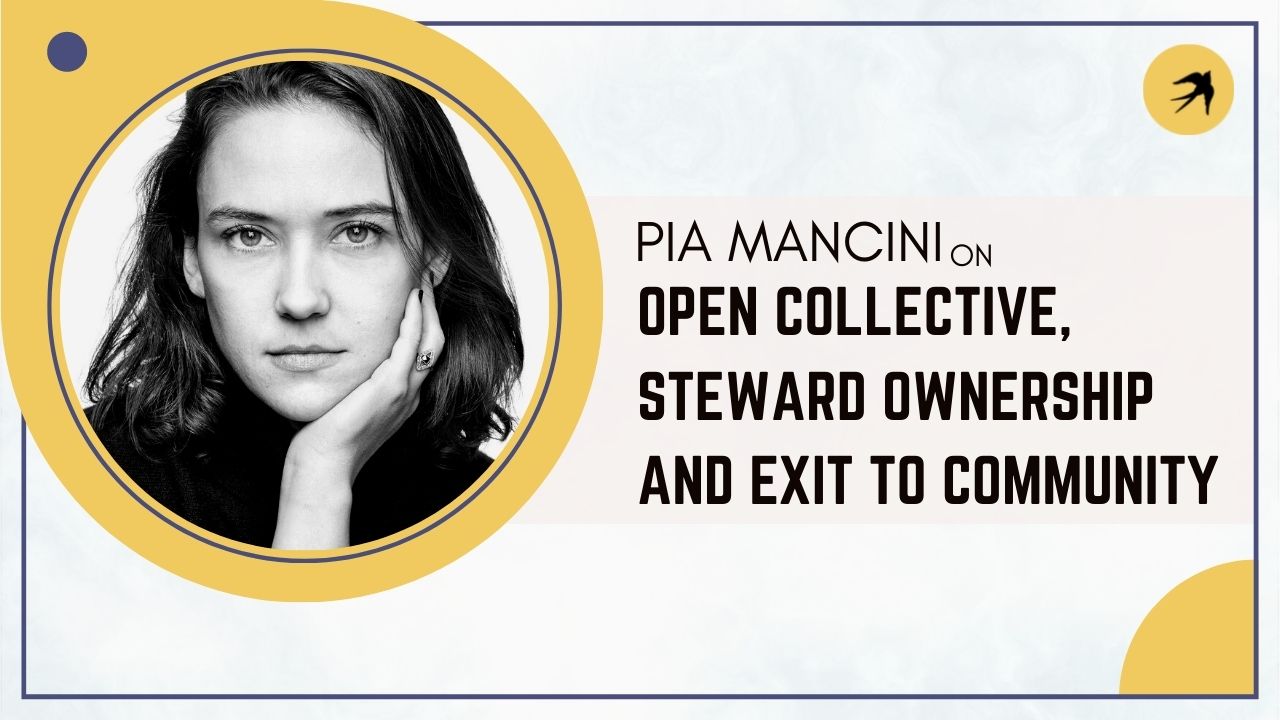 PIA MANCINI ON
OPEN COLLECTIVE,
STEWARD OWNERSHIP
AND EXIT TO COMMUNITY